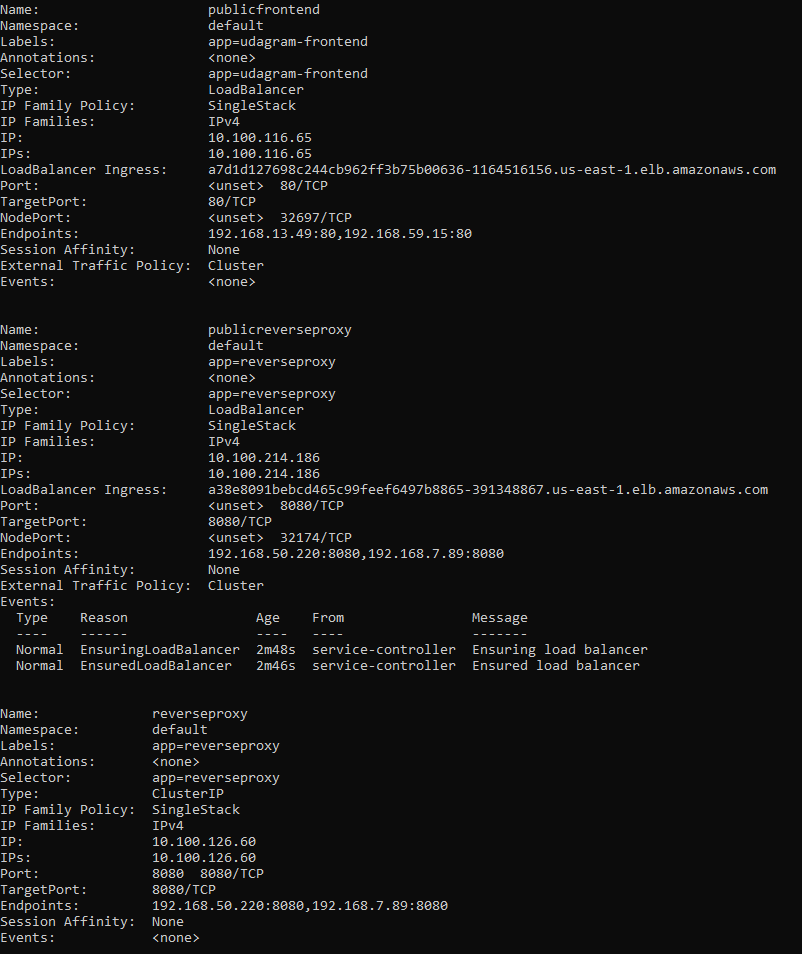 Name:                     publicfrontend
Namespace:                default
Labels:                   app=udagram-frontend
Annotations:              <none>
Selector:                 app=udagram-frontend
Type:                     LoadBalancer
IP Family Policy:         SingleStack
IP Families:              IPv4
IP:                       10.100.116.65
IPs:                      10.100.116.65
LoadBalancer Ingress:     a7d1d127698c244cb962ff3b75b00636-1164516156.us-east-1.elb.amazonaws.com
Port:                     <unset>  80/TCP
TargetPort:               80/TCP
NodePort:                 <unset>  32697/TCP
Endpoints:                192.168.13.49:80,192.168.59.15:80
Session Affinity:         None
External Traffic Policy:  Cluster
Events:                   <none>
Name:                     publicreverseproxy
Namespace:                default
Labels:                   app=reverseproxy
Annotations:              <none>
Selector:                 app=reverseproxy
Type:                     LoadBalancer
IP Family Policy:         SingleStack
IP Families:              IPv4
IP:                       10.100.214.186
IPs:                      10.100.214.186
LoadBalancer Ingress:     a38e8091bebcd465c99feef6497b8865-391348867.us-east-1.elb.amazonaws.com
Port:                     <unset>  8080/TCP
TargetPort:               8080/TCP
NodePort:                 <unset>  32174/TCP
Endpoints:                192.168.50.220:8080,192.168.7.89:8080
Session Affinity:         None
External Traffic Policy:  Cluster
Events:
  Type    Reason                Age    From                Message
  ----    ------                ----   ----                -------
  Normal  EnsuringLoadBalancer  2m48s  service-controller  Ensuring load balancer
  Normal  EnsuredLoadBalancer   2m46s  service-controller  Ensured load balancer
Name:              reverseproxy
Namespace:         default
Labels:            app=reverseproxy
Annotations:       <none>
Selector:          app=reverseproxy
Type:              ClusterIP
IP Family Policy:  SingleStack
IP Families:       IPv4
IP:                10.100.126.60
IPs:               10.100.126.60
Port:              8080  8080/TCP
TargetPort:        8080/TCP
Endpoints:         192.168.50.220:8080,192.168.7.89:8080
Session Affinity:  None
Events:            <none>